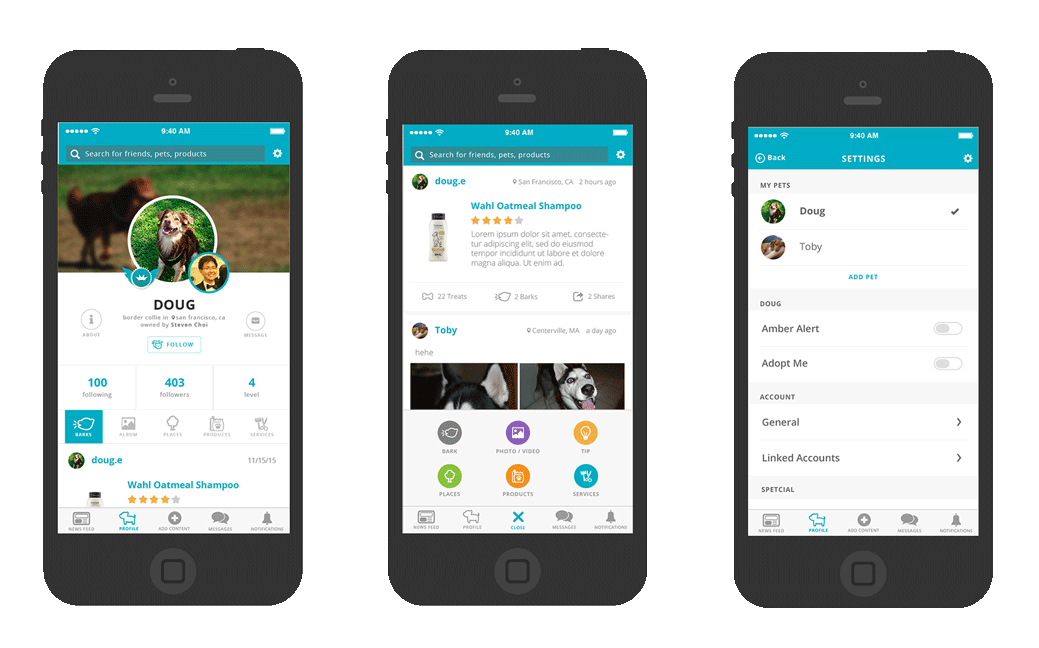 9:40 AM
Search for friends, pets, products
DOUG
border collie in san francisco, ca
owned by Steven Choi
ABOUT
MESSAGE
FOLLOW
100
following
403
followers
4
level
BARKS
ALBUM
PLACES
PRODUCTS
SERVICES
doug.e
11/15/15
Wahl Oatmeal Shampoo
NEWS FEED
PROFILE
ADD CONTENT
MESSAGES
NOTIFICATIONS
9:40 AM
Search for friends, pets, products
doug.e
San Francisco, CA 2 hours ago
Wahl Oatmeal Shampoo
Lorem ipsum dolor sit amet, consecte-
tur adipiscing elit, sed do eiusmod
tempor incididunt ut labore et dolore
magna aliqua. Ut enim ad.
22 Treats
2 Barks
2 Shares
Toby
Centerville, MA a day ago
hehe
BARK
PHOTO / VIDEO
TIP
PLACES
PRODUCTS
SERVICES
NEWS FEED
PROFILE
CLOSE
MESSAGES
NOTIFICATIONS
9:40 AM
Back
SETTINGS
MY PETS
Doug
Toby
ADD PET
DOUG
Amber Alert
Adopt Me
ACCOUNT
General
Linked Accounts
SPETCIAL
NEWS FEED
PROFILE
ADD CONTENT
MESSAGES
NOTIFICATIONS